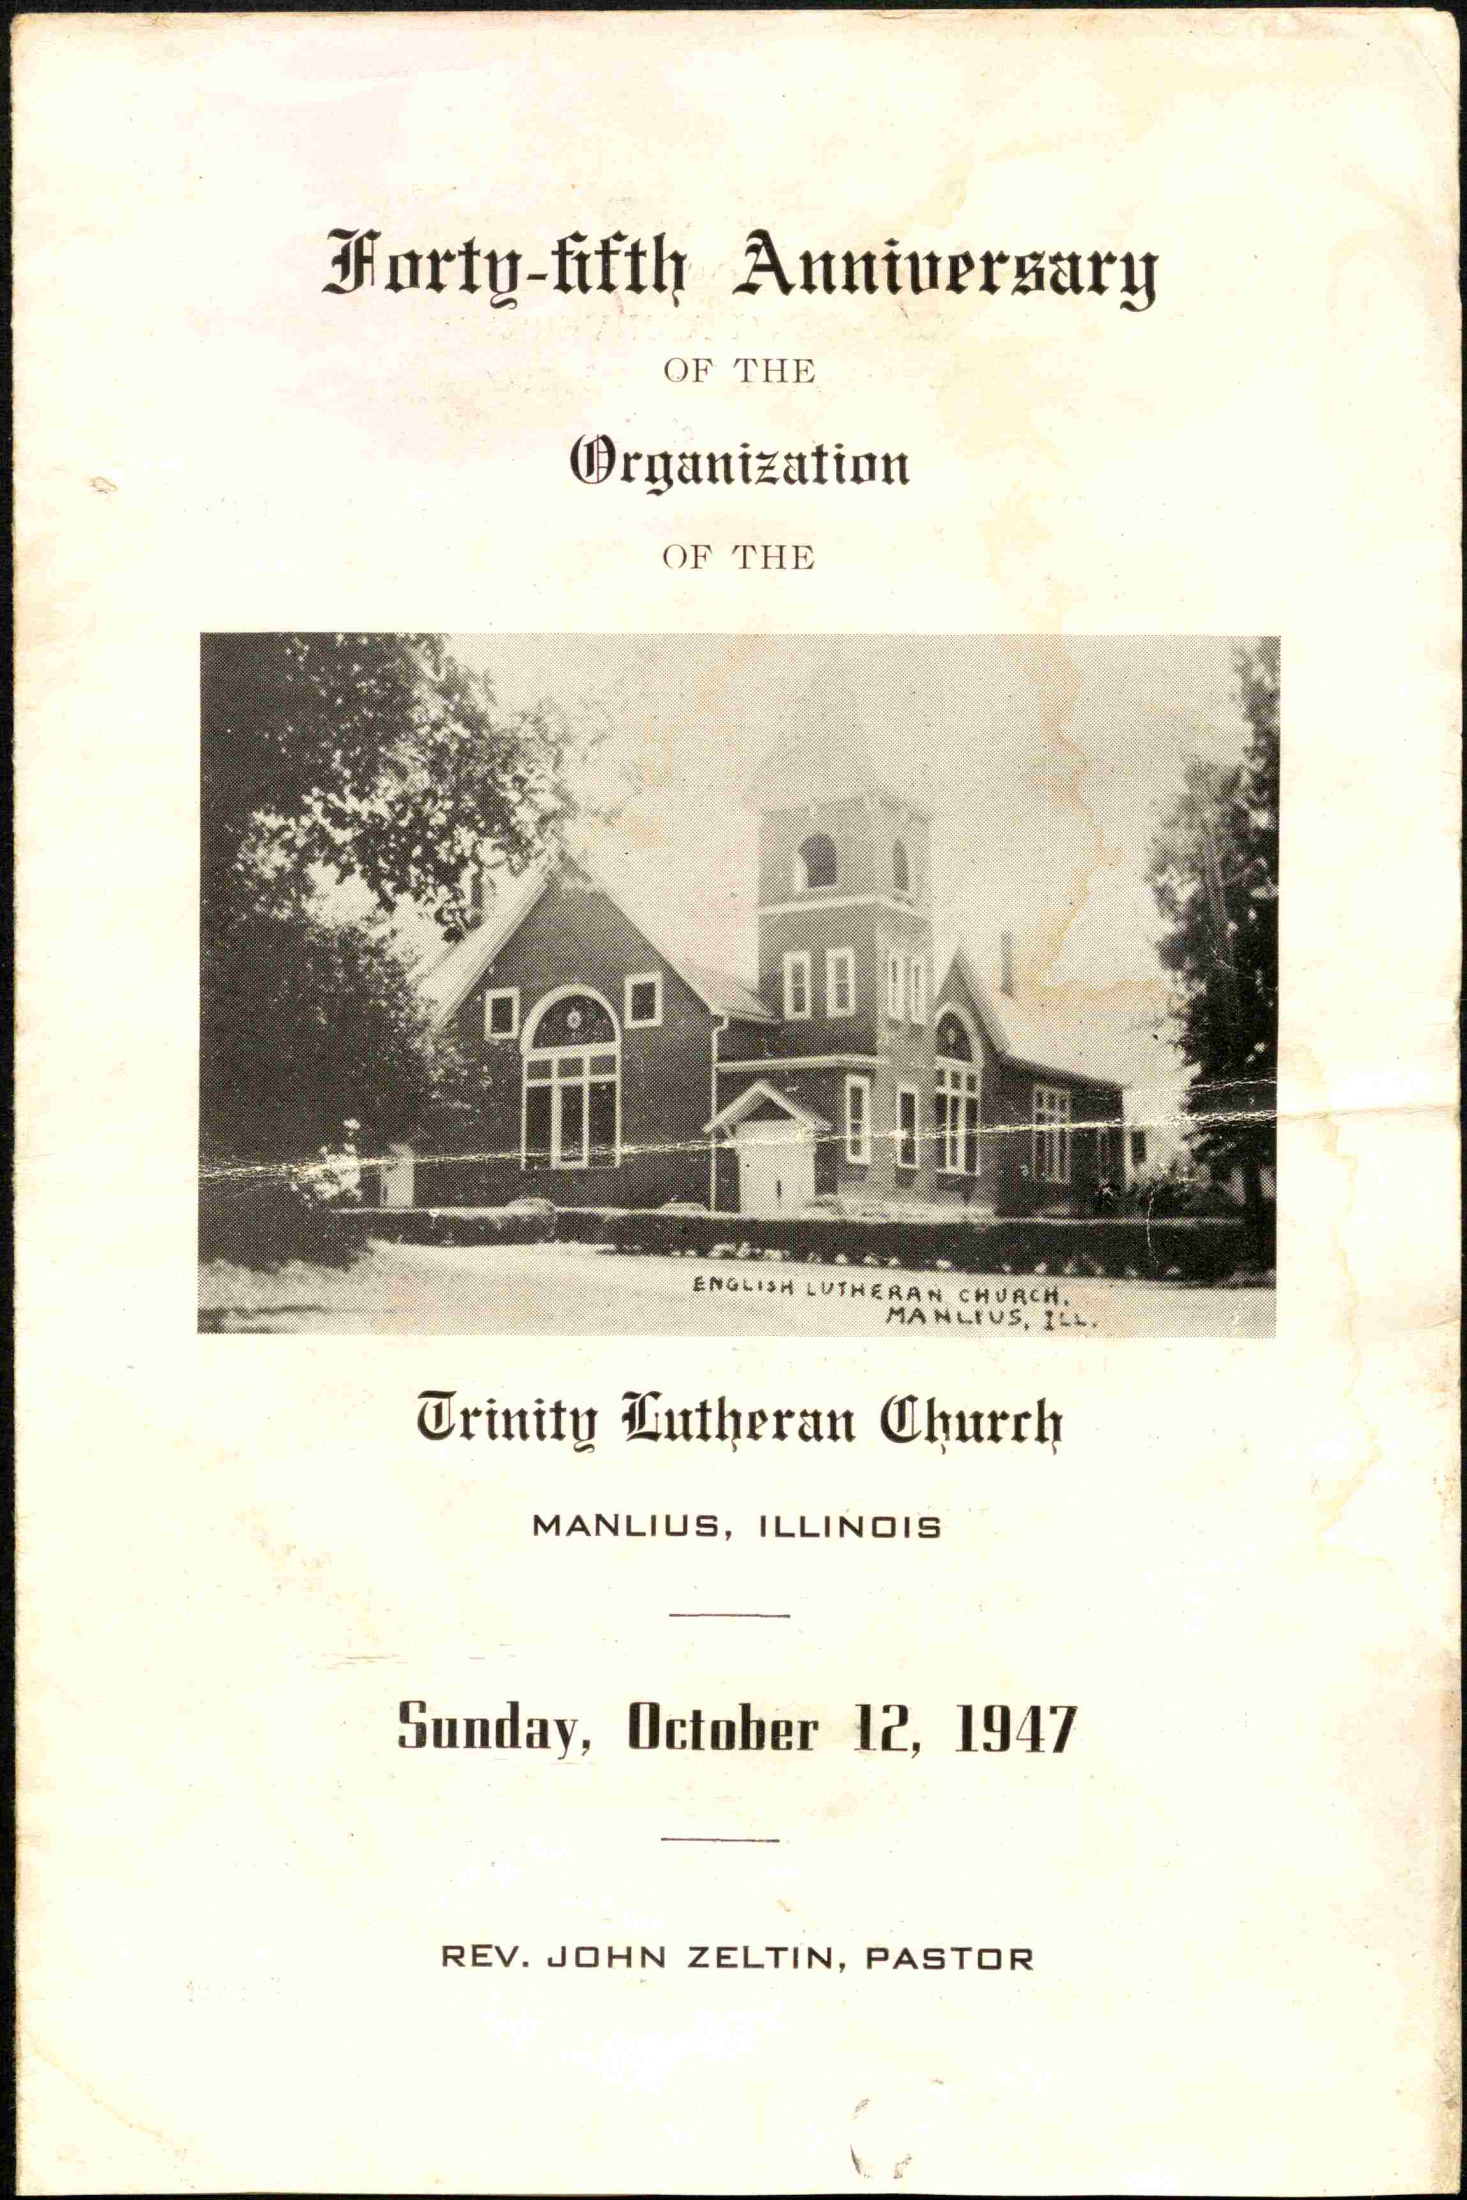 Forty-fifth Anniversary
OF THE
Organization
OF THE
ENGLISH LUTHERAN CHURCH.
MANLIUS, ILL.
Trinity Lutheran Church
MANLIUS, ILLINOIS
Sunday, October 12, 1947
REV. JOHN ZELTIN, PASTOR